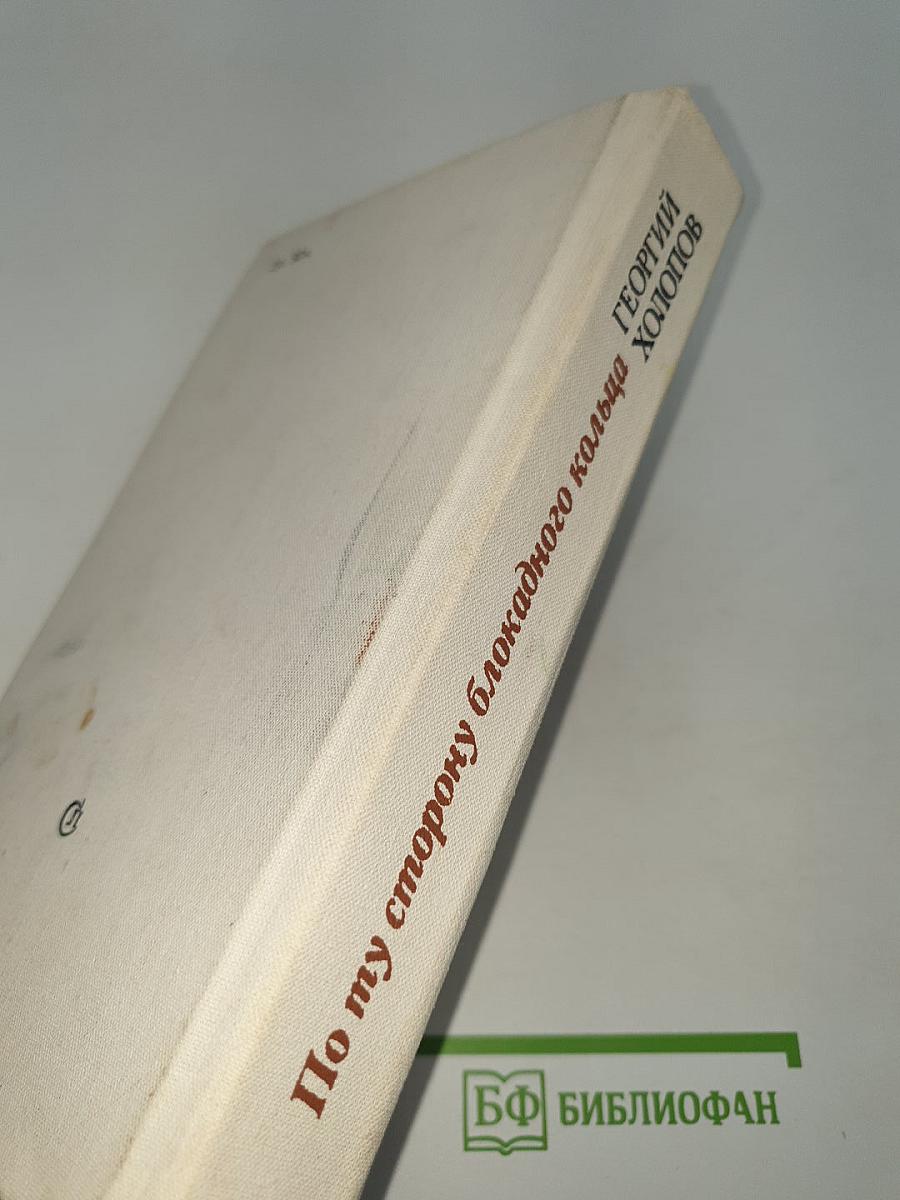 ГЕОРГИЙ
ХОЛОПОВ
По ту сторону блокадного кольца
БФ БИБЛИОФАН